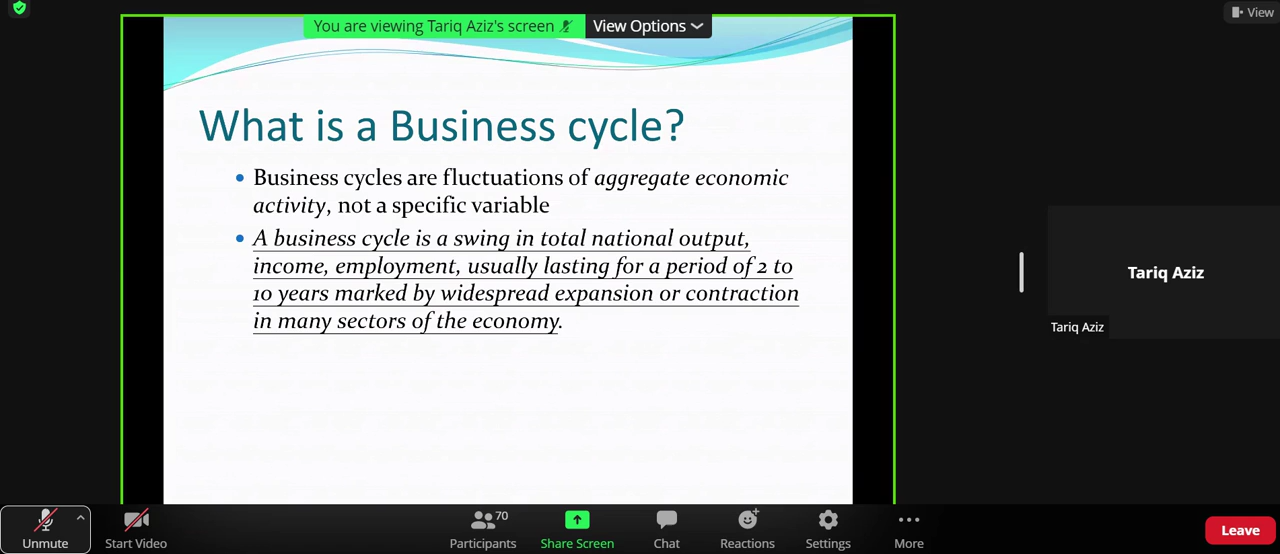 You are viewing Tariq Aziz's screen
View Options
View
What is a Business cycle?
• Business cycles are fluctuations of aggregate economic
activity, not a specific variable
• A business cycle is a swing in total national output,
income, employment, usually lasting for a period of 2 to
10 years marked by widespread expansion or contraction
in many sectors of the economy.
Tariq Aziz
Tariq Aziz
Unmute
Start Video
70
Participants
Share Screen
Chat
Reactions
Settings
More
Leave